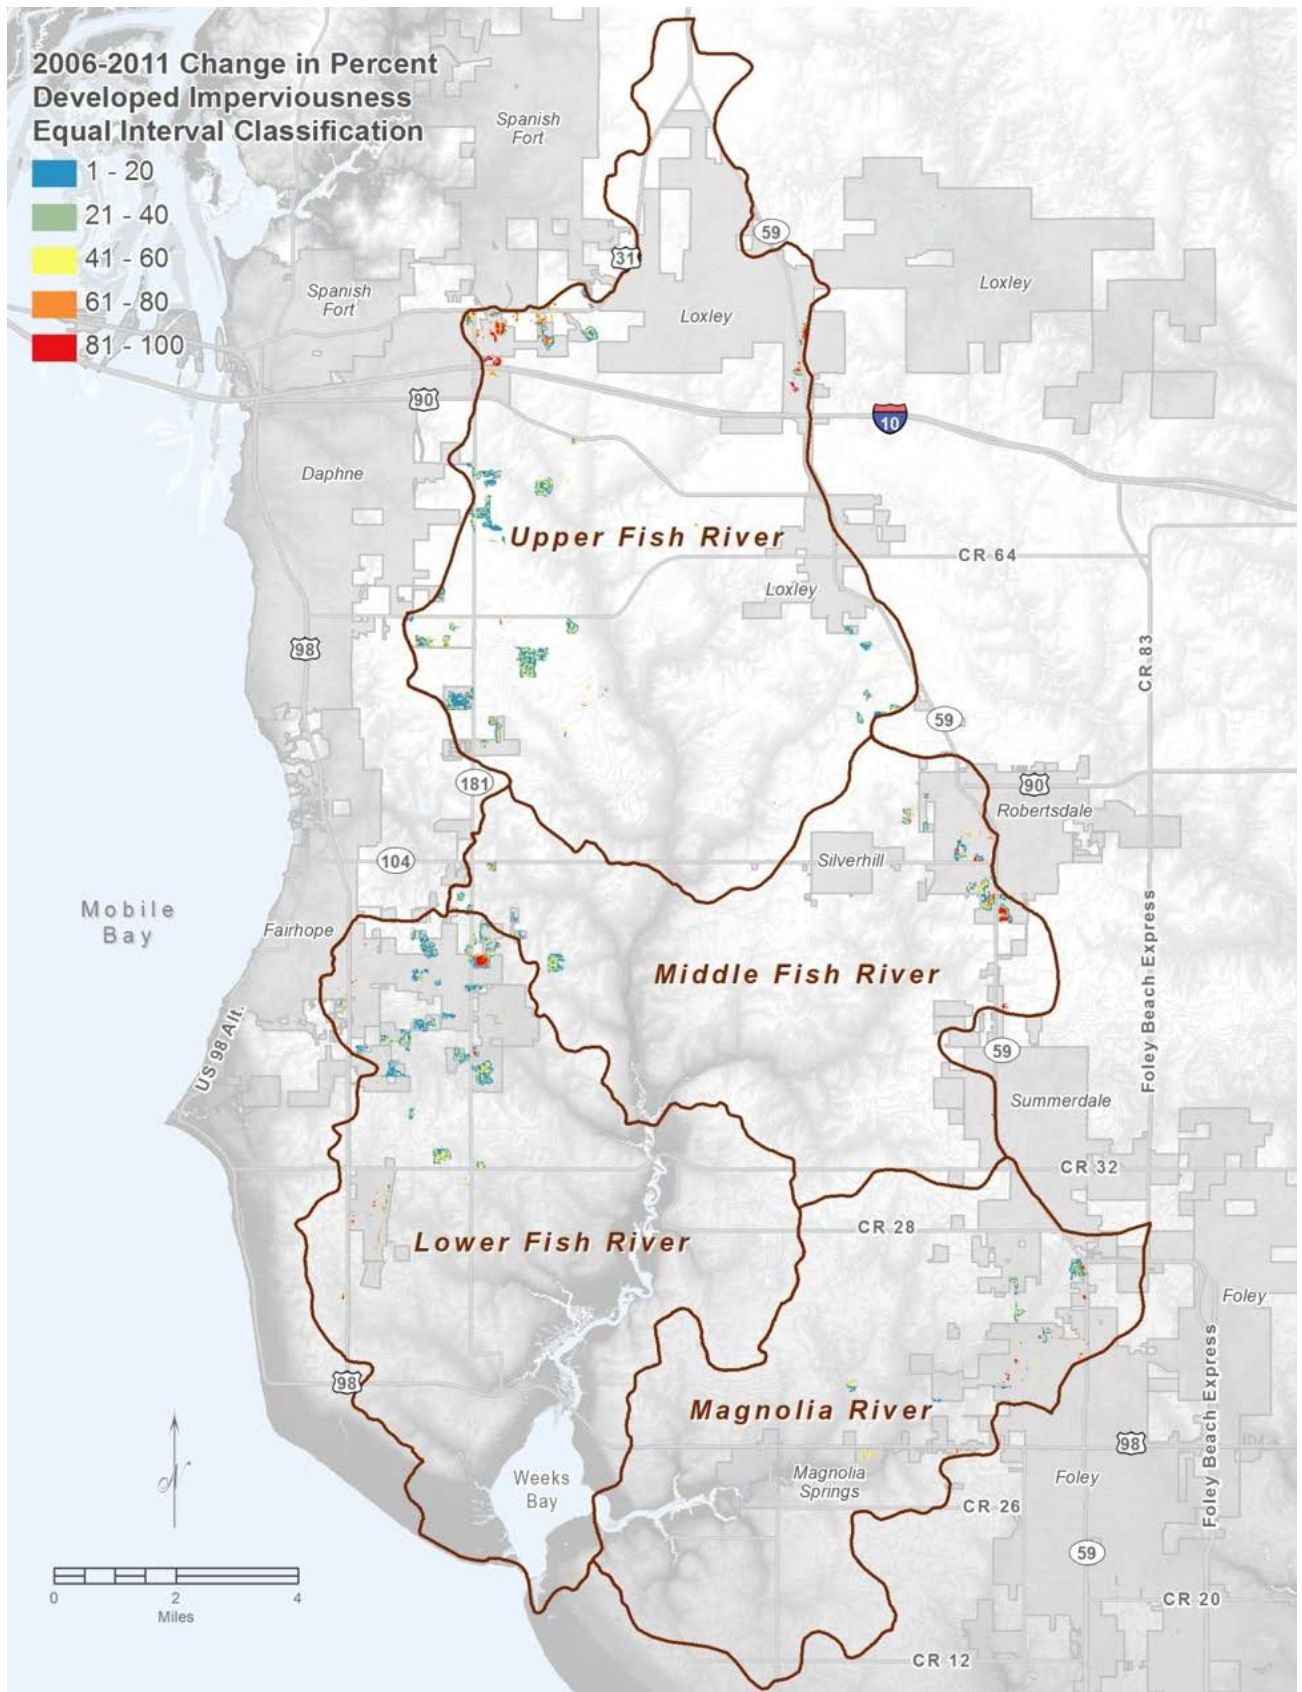 2006-2011 Change in Percent
Developed Imperviousness
Equal Interval Classification
1 - 20
21 - 40
41 - 60
61 - 80
81 - 100
Spanish
Fort
59
31
Spanish
Fort
Loxley
Loxley
90
10
Daphne
Upper Fish River
CR 64
Loxley
98
CR 83
59
181
90
Robertsdale
104
Silverhill
Mobile
Bay
Fairhope
Middle Fish River
Foley Beach Express
US 98 Alt.
59
Summerdale
CR 32
Lower Fish River
CR 28
Foley
98
Magnolia River
Foley Beach Express
98
N
Weeks
Bay
Magnolia
Springs
Foley
CR 26
59
0 2 4
Miles
CR 20
CR 12